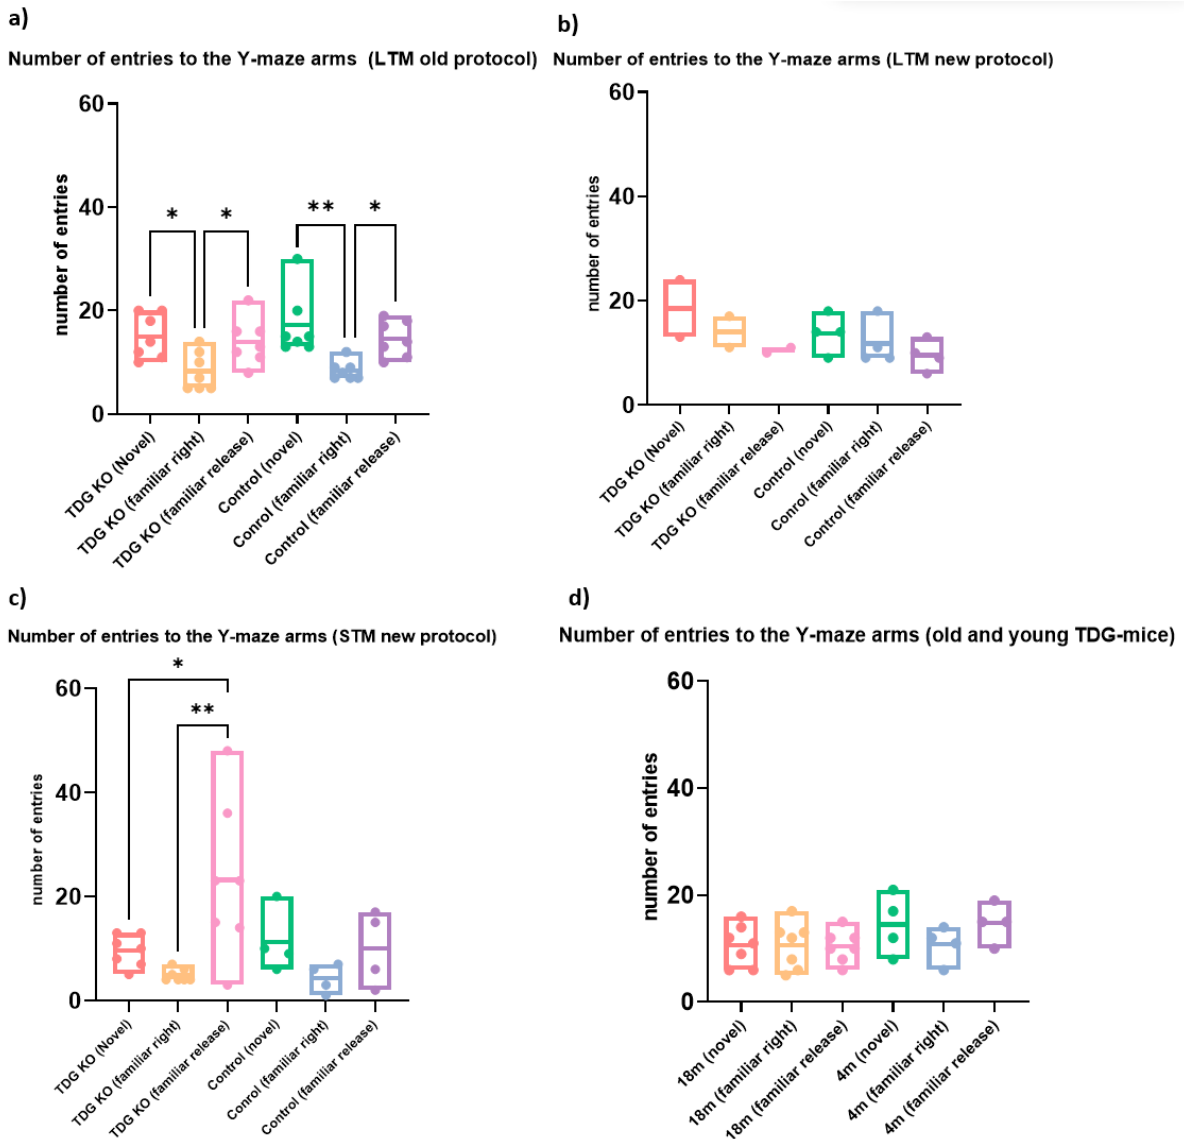 a)
Number of entries to the Y-maze arms (LTM old protocol)
number of entries
60
40
20
0
*
*
**
*
TDG KO (Novel)
TDG KO (familiar right)
TDG KO (familiar release)
Control (novel)
Conrol (familiar right)
Control (familiar release)
b)
Number of entries to the Y-maze arms (LTM new protocol)
number of entries
60
40
20
0
TDG KO (Novel)
TDG KO (familiar right)
TDG KO (familiar release)
Control (novel)
Conrol (familiar right)
Control (familiar release)
c)
Number of entries to the Y-maze arms (STM new protocol)
number of entries
60
40
20
0
*
**
TDG KO (Novel)
TDG KO (familiar right)
TDG KO (familiar release)
Control (novel)
Conrol (familiar right)
Control (familiar release)
d)
Number of entries to the Y-maze arms (old and young TDG-mice)
number of entries
60
40
20
0
18m (novel)
18m (familiar right)
18m (familiar release)
4m (novel)
4m (familiar right)
4m (familiar release)